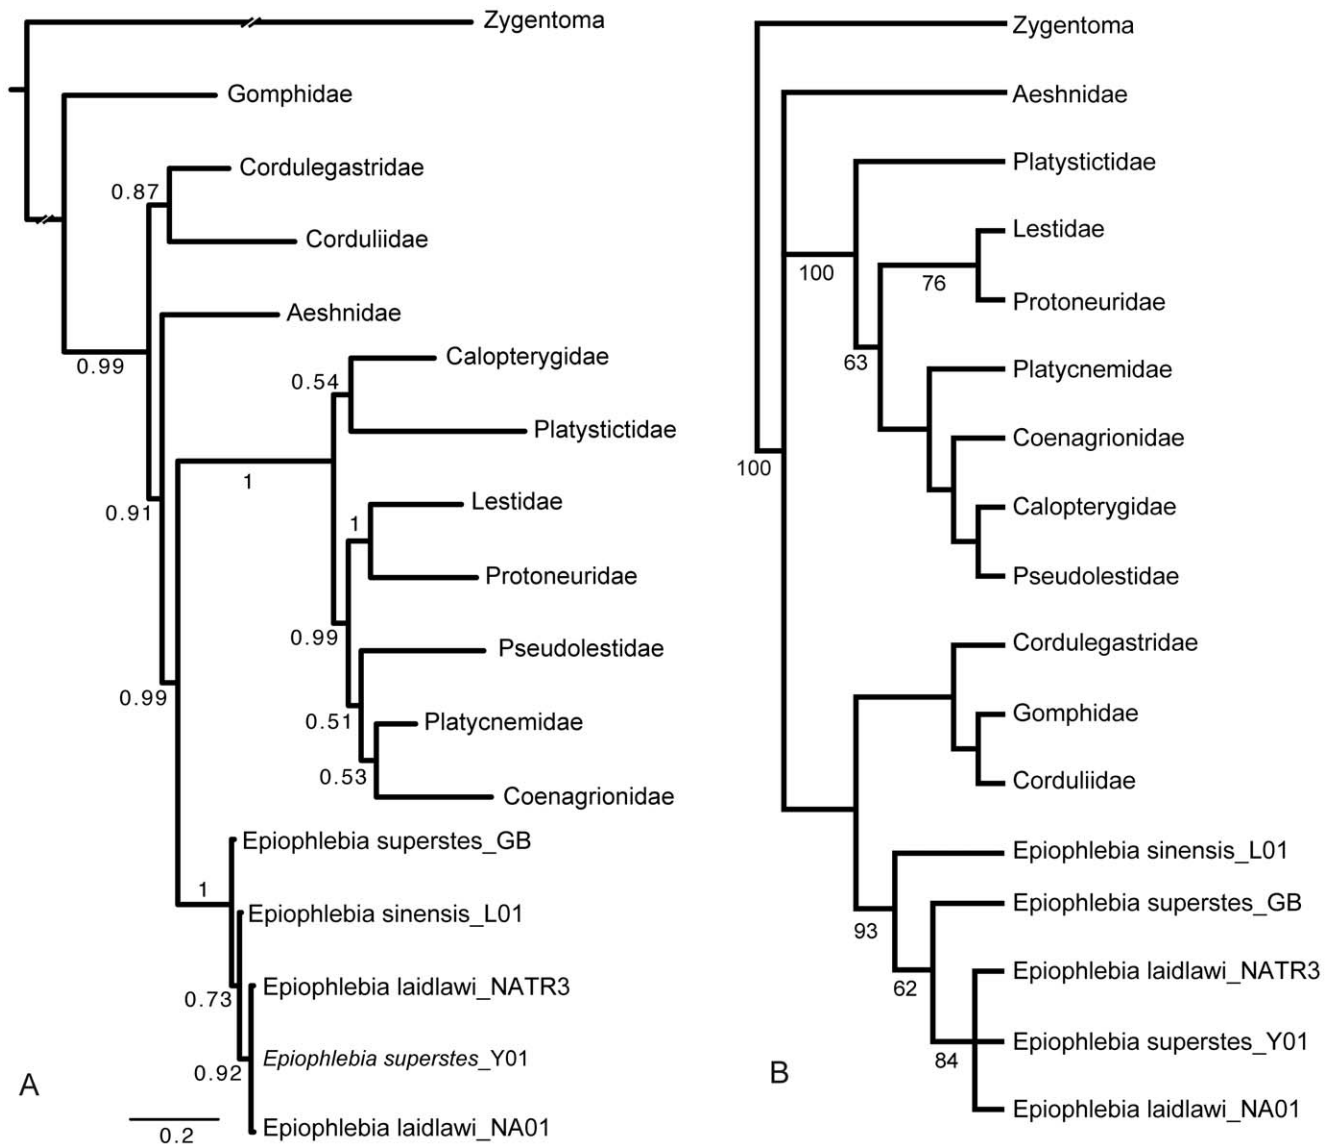 Zygentoma
Gomphidae
Cordulegastridae
0.87
Corduliidae
Aeshnidae
Calopterygidae
0.99
0.54
Platystictidae
1
Lestidae
0.91
1
Protoneuridae
0.99
Pseudolestidae
0.99
0.51
Platycnemidae
0.53
Coenagrionidae
Epiophlebia superstes_GB
1
Epiophlebia sinensis_L01
Epiophlebia laidlawi_NATR3
0.73
Epiophlebia superstes_Y01
0.92
A
Epiophlebia laidlawi_NA01
0.2
Zygentoma
Aeshnidae
Platystictidae
Lestidae
100
76
Protoneuridae
63
Platycnemidae
Coenagrionidae
100
Calopterygidae
Pseudolestidae
Cordulegastridae
Gomphidae
Corduliidae
Epiophlebia sinensis_L01
Epiophlebia superstes_GB
93
Epiophlebia laidlawi_NATR3
62
Epiophlebia superstes_Y01
84
B
Epiophlebia laidlawi_NA01